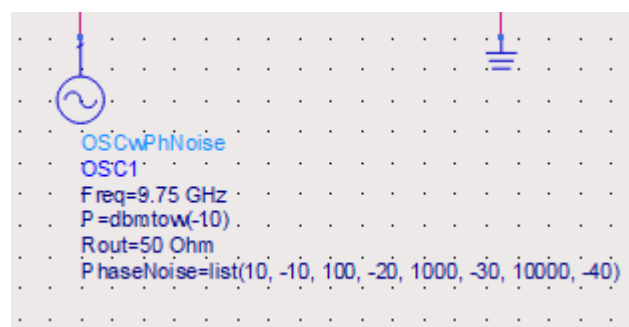 OSCwPhNoise
OSC1
Freq=9.75 GHz
P=dbmtow(-10)
Rout=50 Ohm
PhaseNoise=list(10, -10, 100, -20, 1000, -30, 10000, -40)